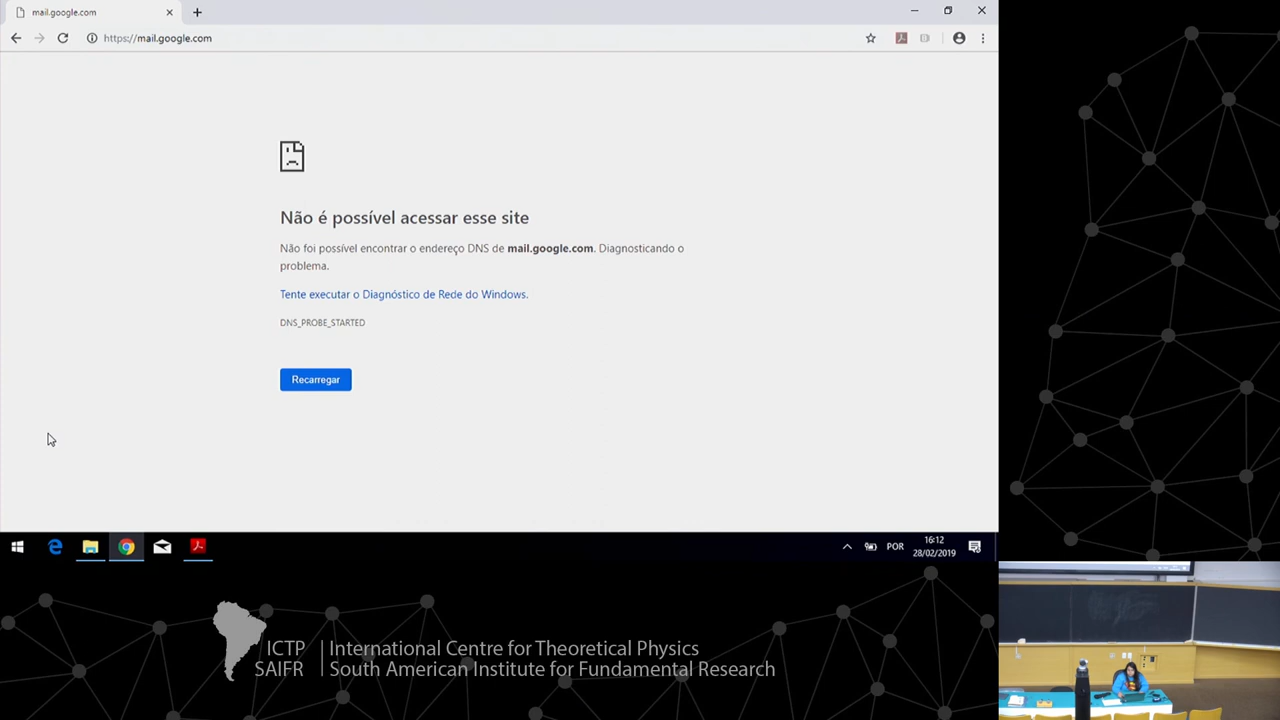 mail.google.com
https://mail.google.com
Não é possível acessar esse site
Não foi possível encontrar o endereço DNS de mail.google.com. Diagnosticando o
problema.
Tente executar o Diagnóstico de Rede do Windows.
DNS_PROBE_STARTED
Recarregar
POR
16:12
28/02/2019
ICTP International Centre for Theoretical Physics
SAIFR South American Institute for Fundamental Research